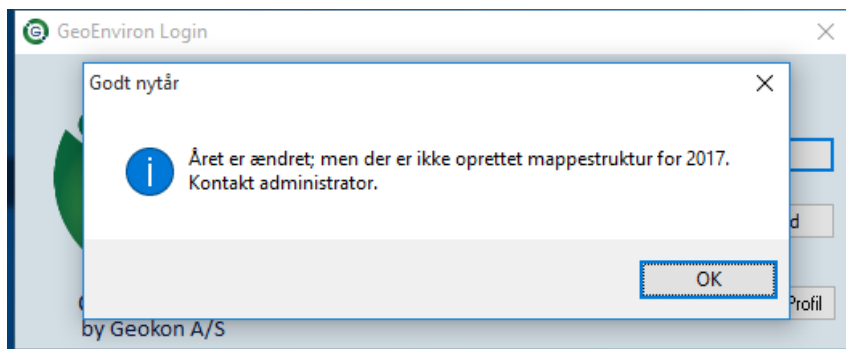 GeoEnviron Login
Godt nytår
Året er ændret; men der er ikke oprettet mappestruktur for 2017.
Kontakt administrator.
OK
Profil
by Geokon A/S